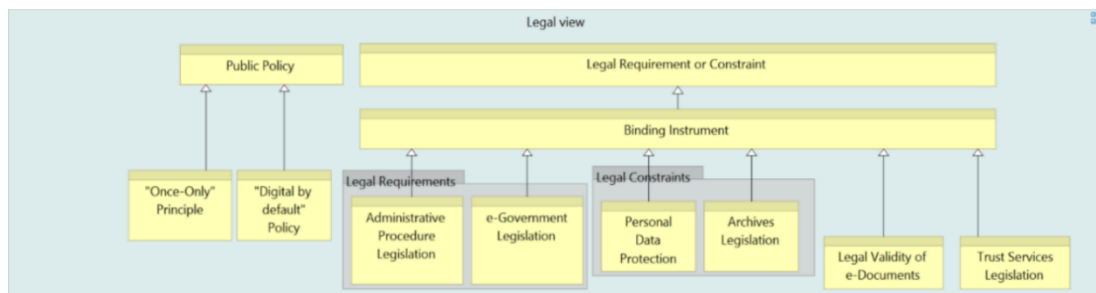 Legal view
Public Policy
Legal Requirement or Constraint
Binding Instrument
Legal Requirements
Legal Constraints
"Once-Only"
Principle
"Digital by
default"
Policy
Administrative
Procedure
Legislation
e-Government
Legislation
Personal
Data
Protection
Archives
Legislation
Legal Validity of
e-Documents
Trust Services
Legislation